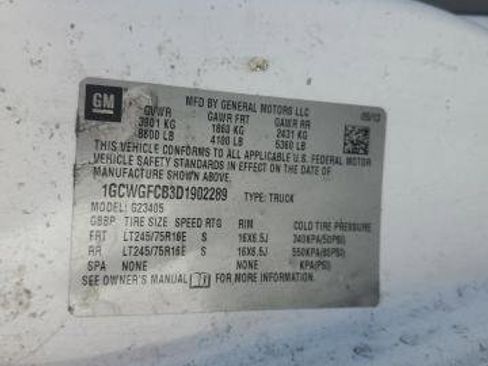 GM
MFD BY GENERAL MOTORS LLC
GVWR GAWR FRT GAWR RR
3901 KG 1860 KG 2431 KG
8600 LB 4100 LB 5360 LB
THIS VEHICLE CONFORMS TO ALL APPLICABLE U.S. FEDERAL MOTOR
VEHICLE SAFETY STANDARDS IN EFFECT ON THE DATE OF
MANUFACTURE SHOWN ABOVE.
1GCWGFCB3D1902289 TYPE: TRUCK
MODEL: G23405
TIRE SIZE SPEED RTG RIM COLD TIRE PRESSURE
FRT LT245/75R16E S 16X6.5J 340KPA(50PSI)
RR LT245/75R16E S 16X6.5J 550KPA(80PSI)
SPA NONE NONE KPA(PSI)
SEE OWNER'S MANUAL FOR MORE INFORMATION.